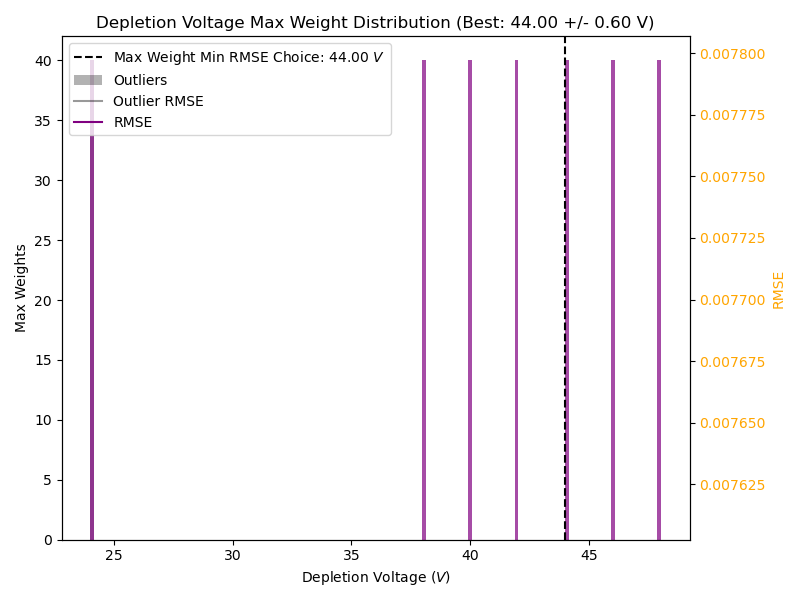 Depletion Voltage Max Weight Distribution (Best: 44.00 +/- 0.60 V)
Max Weight Min RMSE Choice: 44.00 V
Outliers
Outlier RMSE
RMSE
Max Weights
40
35
30
25
20
15
10
5
0
25
30
35
40
45
Depletion Voltage (V)
0.007800
0.007775
0.007750
0.007725
0.007700
0.007675
0.007650
0.007625
RMSE